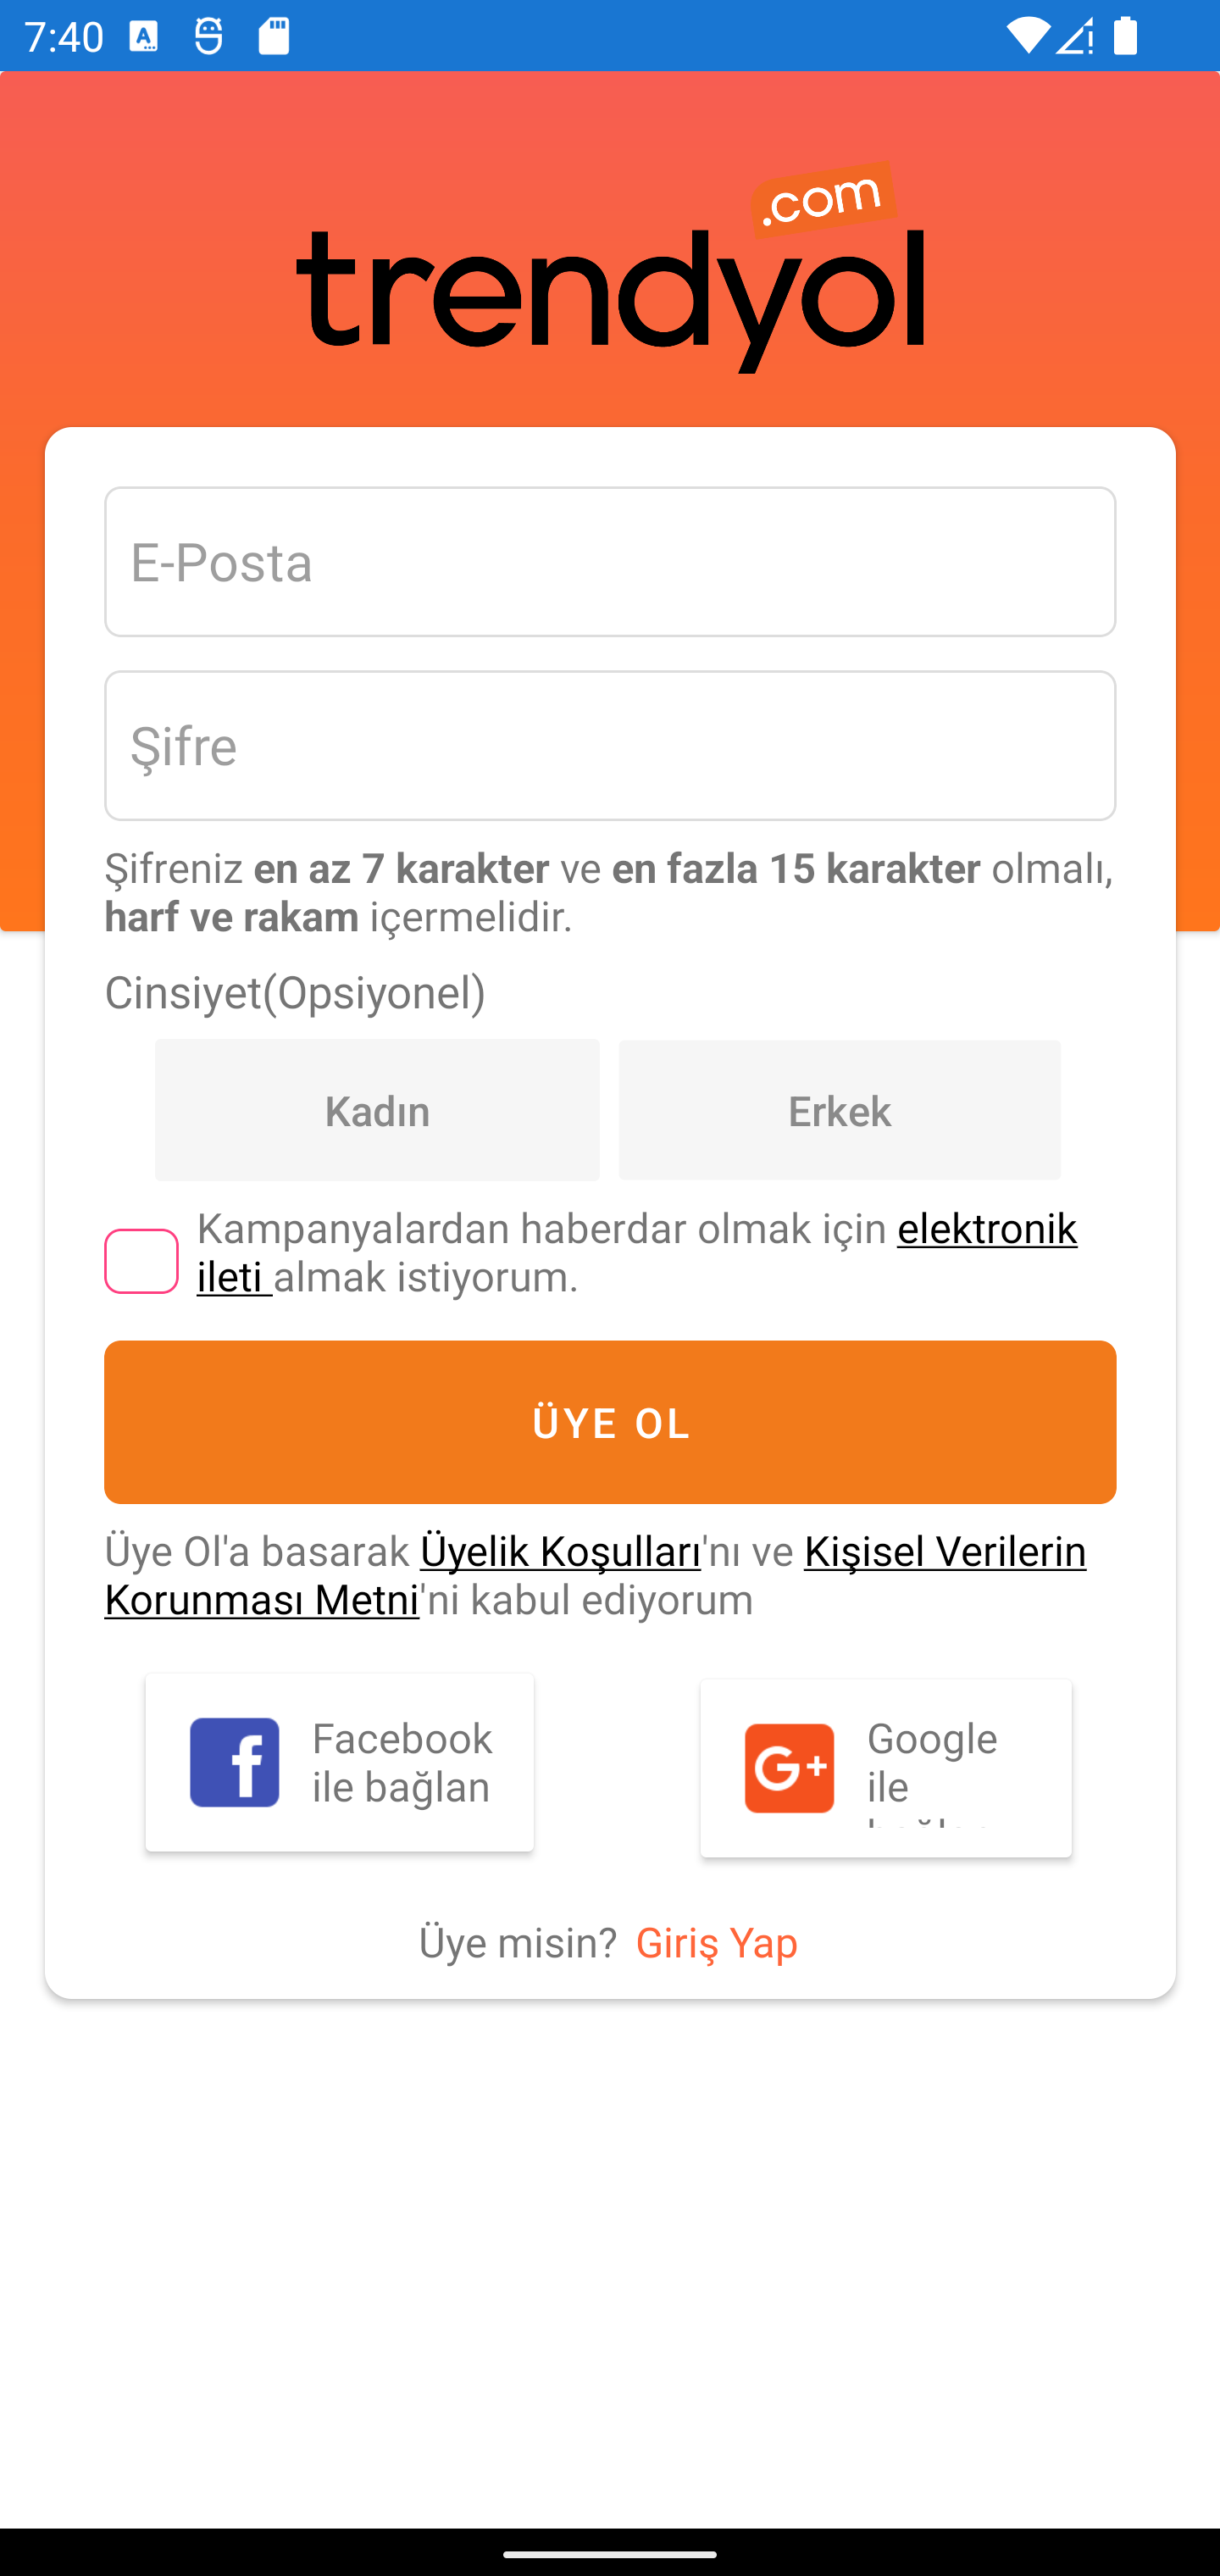 7:40
.com
trendyol
E-Posta
Şifre
Şifreniz en az 7 karakter ve en fazla 15 karakter olmalı,
harf ve rakam içermelidir.
Cinsiyet(Opsiyonel)
Kadın
Erkek
Kampanyalardan haberdar olmak için elektronik
ileti almak istiyorum.
ÜYE OL
Üye Ol'a basarak Üyelik Koşulları'nı ve Kişisel Verilerin
Korunması Metni'ni kabul ediyorum
Facebook
ile bağlan
G+
Google
ile
Üye misin? Giriş Yap